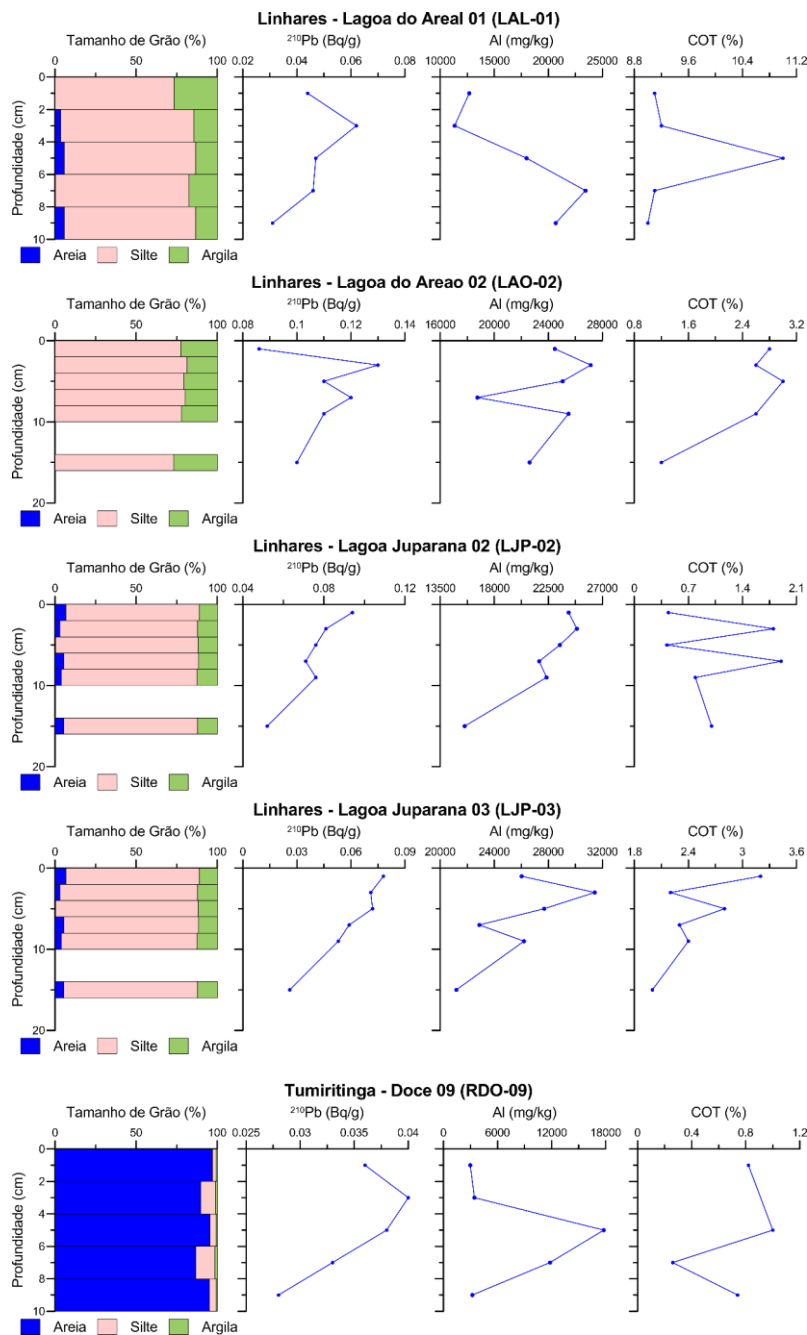 Linhares - Lagoa do Areal 01 (LAL-01)
Tamanho de Grão (%) ²¹⁰Pb (Bq/g) Al (mg/kg) COT (%)
0 50 100 0.02 0.04 0.06 0.08 10000 15000 20000 25000 8.8 9.6 10.4 11.2
Profundidade (cm)
0
2
4
6
8
10
Areia Silte Argila
Linhares - Lagoa do Areao 02 (LAO-02)
Tamanho de Grão (%) ²¹⁰Pb (Bq/g) Al (mg/kg) COT (%)
0 50 100 0.08 0.1 0.12 0.14 16000 20000 24000 28000 0.8 1.6 2.4 3.2
Profundidade (cm)
0
10
20
Areia Silte Argila
Linhares - Lagoa Juparana 02 (LJP-02)
Tamanho de Grão (%) ²¹⁰Pb (Bq/g) Al (mg/kg) COT (%)
0 50 100 0.04 0.08 0.12 13500 18000 22500 27000 0 0.7 1.4 2.1
Profundidade (cm)
0
10
20
Areia Silte Argila
Linhares - Lagoa Juparana 03 (LJP-03)
Tamanho de Grão (%) ²¹⁰Pb (Bq/g) Al (mg/kg) COT (%)
0 50 100 0 0.03 0.06 0.09 20000 24000 28000 32000 1.8 2.4 3 3.6
Profundidade (cm)
0
10
20
Areia Silte Argila
Tumiritinga - Doce 09 (RDO-09)
Tamanho de Grão (%) ²¹⁰Pb (Bq/g) Al (mg/kg) COT (%)
0 50 100 0.025 0.03 0.035 0.04 0 6000 12000 18000 0 0.4 0.8 1.2
Profundidade (cm)
0
2
4
6
8
10
Areia Silte Argila